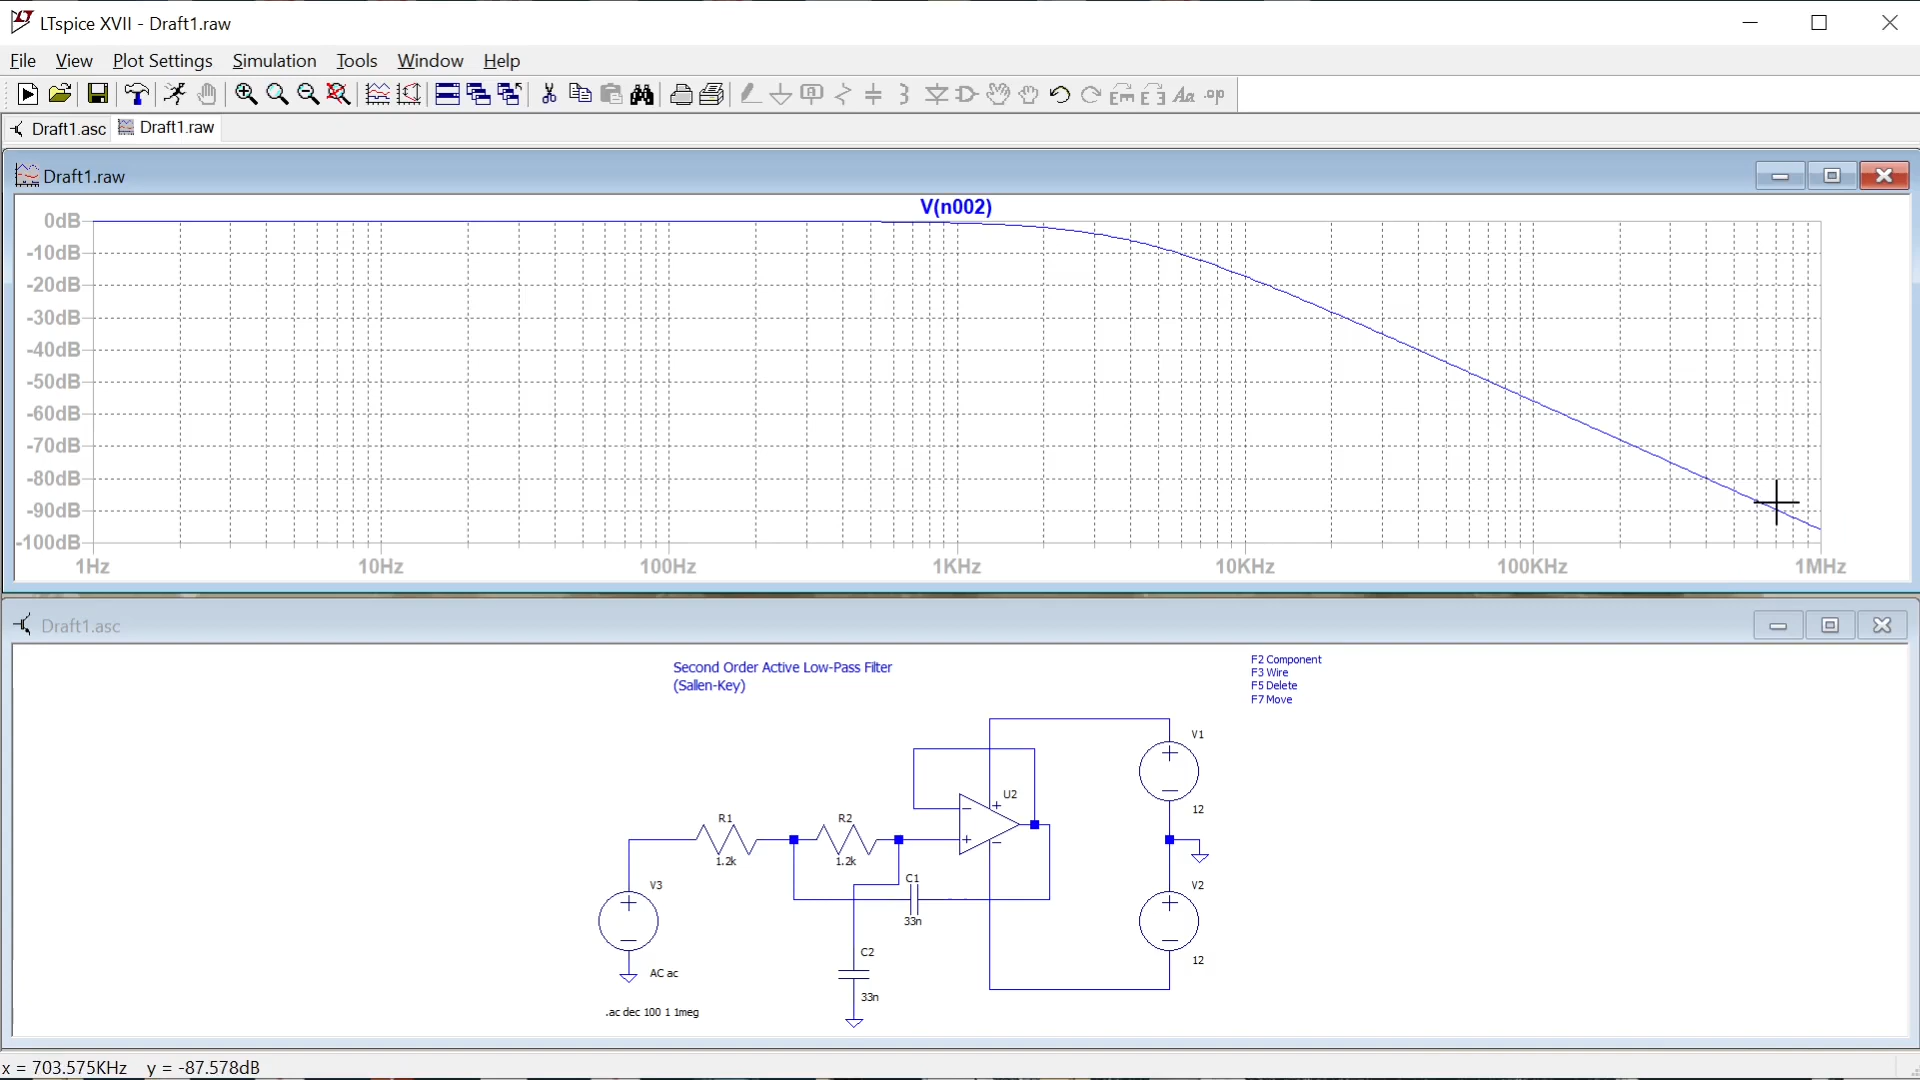 LTspice XVII - Draft1.raw
File View Plot Settings Simulation Tools Window Help
Draft1.asc Draft1.raw
Draft1.raw
V(n002)
0dB
-10dB
-20dB
-30dB
-40dB
-50dB
-60dB
-70dB
-80dB
-90dB
-100dB
1Hz 10Hz 100Hz 1KHz 10KHz 100KHz 1MHz
Draft1.asc
Second Order Active Low-Pass Filter
(Sallen-Key)
F2 Component
F3 Wire
F5 Delete
F7 Move
V1
12
U2
R1
1.2k
R2
1.2k
C1
33n
V3
AC ac
C2
33n
V2
12
.ac dec 100 1 1meg
x = 703.575KHz y = -87.578dB